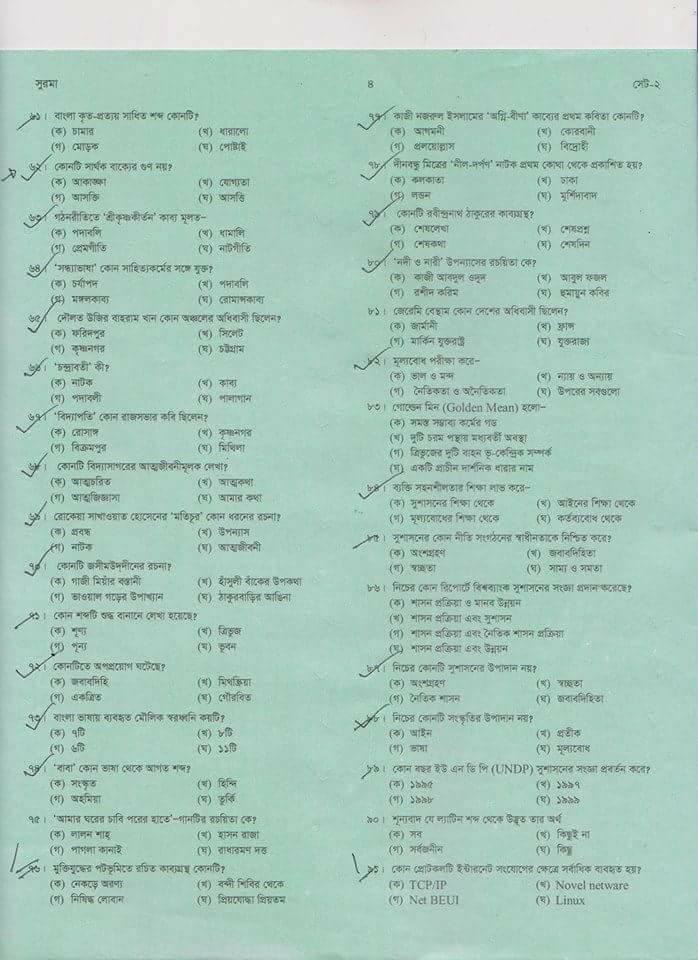 সুরমা
৪
সেট-২
৬১। বাংলা কৃত-প্রত্যয় সাধিত শব্দ কোনটি?
(ক) চামার (খ) ধারালো
(গ) মোড়ক (ঘ) পোষ্টাই
৬২। কোনটি সার্থক বাক্যের গুণ নয়?
(ক) আকাঙ্ক্ষা (খ) যোগ্যতা
(গ) আসক্তি (ঘ) আসত্তি
৬৩। গঠনরীতিতে ‘শ্রীকৃষ্ণকীর্তন’ কাব্য মূলত–
(ক) পদাবলি (খ) ধামালি
(গ) প্রেমগীতি (ঘ) নাটগীতি
৬৪। ‘সন্ধ্যাভাষা’ কোন সাহিত্যকর্মের সঙ্গে যুক্ত?
(ক) চর্যাপদ (খ) পদাবলি
(গ) মঙ্গলকাব্য (ঘ) রোমান্সকাব্য
৬৫। দৌলত উজির বাহরাম খান কোন অঞ্চলের অধিবাসী ছিলেন?
(ক) ফরিদপুর (খ) সিলেট
(গ) কৃষ্ণনগর (ঘ) চট্টগ্রাম
৬৬। ‘চন্দ্রাবতী’ কী?
(ক) নাটক (খ) কাব্য
(গ) পদাবলী (ঘ) পালাগান
৬৭। ‘বিদ্যাপতি’ কোন রাজসভার কবি ছিলেন?
(ক) রোসাঙ্গ (খ) কৃষ্ণনগর
(গ) বিক্রমপুর (ঘ) মিথিলা
৬৮। কোনটি বিদ্যাসাগরের আত্মজীবনীমূলক লেখা?
(ক) আত্মচরিত (খ) আত্মকথা
(গ) আত্মজিজ্ঞাসা (ঘ) আমার কথা
৬৯। রোকেয়া সাখাওয়াত হোসেনের ‘মতিচূর’ কোন ধরনের রচনা?
(ক) প্রবন্ধ (খ) উপন্যাস
(গ) নাটক (ঘ) আত্মজীবনী
৭০। কোনটি জসীমউদ্‌দীনের রচনা?
(ক) গাজী মিয়াঁর বস্তানী (খ) হাঁসুলী বাঁকের উপকথা
(গ) ভাওয়াল গড়ের উপাখ্যান (ঘ) ঠাকুরবাড়ির আঙিনা
৭১। কোন শব্দটি শুদ্ধ বানানে লেখা হয়েছে?
(ক) শূণ্য (খ) ত্রিভুজ
(গ) পূন্য (ঘ) ভূবন
৭২। কোনটিতে অপপ্রয়োগ ঘটেছে?
(ক) জবাবদিহি (খ) মিথস্ক্রিয়া
(গ) একত্রিত (ঘ) গৌরবিত
৭৩। বাংলা ভাষায় ব্যবহৃত মৌলিক স্বরধ্বনি কয়টি?
(ক) ৭টি (খ) ৮টি
(গ) ৬টি (ঘ) ১১টি
৭৪। ‘বাবা’ কোন ভাষা থেকে আগত শব্দ?
(ক) সংস্কৃত (খ) হিন্দি
(গ) অহমিয়া (ঘ) তুর্কি
৭৫। ‘আমার ঘরের চাবি পরের হাতে’–গানটির রচয়িতা কে?
(ক) লালন শাহ্ (খ) হাসন রাজা
(গ) পাগলা কানাই (ঘ) রাধারমণ দত্ত
৭৬। মুক্তিযুদ্ধের পটভূমিতে রচিত কাব্যগ্রন্থ কোনটি?
(ক) নেকড়ে অরণ্য (খ) বন্দী শিবির থেকে
(গ) নিষিদ্ধ লোবান (ঘ) প্রিয়যোদ্ধা প্রিয়তম
৭৭। কাজী নজরুল ইসলামের ‘অগ্নি-বীণা’ কাব্যের প্রথম কবিতা কোনটি?
(ক) আগমনী (খ) কোরবানী
(গ) প্রলয়োল্লাস (ঘ) বিদ্রোহী
৭৮। দীনবন্ধু মিত্রের ‘নীল-দর্পণ’ নাটক প্রথম কোথা থেকে প্রকাশিত হয়?
(ক) কলকাতা (খ) ঢাকা
(গ) লন্ডন (ঘ) মুর্শিদাবাদ
৭৯। কোনটি রবীন্দ্রনাথ ঠাকুরের কাব্যগ্রন্থ?
(ক) শেষলেখা (খ) শেষপ্রশ্ন
(গ) শেষকথা (ঘ) শেষদিন
৮০। ‘নদী ও নারী’ উপন্যাসের রচয়িতা কে?
(ক) কাজী আবদুল ওদুদ (খ) আবুল ফজল
(গ) রশীদ করিম (ঘ) হুমায়ুন কবির
৮১। জেরেমি বেন্থাম কোন দেশের অধিবাসী ছিলেন?
(ক) জার্মানী (খ) ফ্রান্স
(গ) মার্কিন যুক্তরাষ্ট্র (ঘ) যুক্তরাজ্য
৮২। মূল্যবোধ পরীক্ষা করে–
(ক) ভাল ও মন্দ (খ) ন্যায় ও অন্যায়
(গ) নৈতিকতা ও অনৈতিকতা (ঘ) উপরের সবগুলো
৮৩। গোল্ডেন মিন (Golden Mean) হলো–
(ক) সমস্ত সম্ভাব্য কর্মের গড়
(খ) দুটি চরম পন্থায় মধ্যবর্তী অবস্থা
(গ) ত্রিভুজের দুটি বাহন ভূ-কেন্দ্রিক সম্পর্ক
(ঘ) একটি প্রাচীন দার্শনিক ধারার নাম
৮৪। ব্যক্তি সহনশীলতার শিক্ষা লাভ করে–
(ক) সুশাসনের শিক্ষা থেকে (খ) আইনের শিক্ষা থেকে
(গ) মূল্যবোধের শিক্ষা থেকে (ঘ) কর্তব্যবোধ থেকে
৮৫। সুশাসনের কোন নীতি সংগঠনের স্বাধীনতাকে নিশ্চিত করে?
(ক) অংশগ্রহণ (খ) জবাবদিহিতা
(গ) স্বচ্ছতা (ঘ) সাম্য ও সমতা
৮৬। নিচের কোন রিপোর্টে বিশ্বব্যাংক সুশাসনের সংজ্ঞা প্রদান করেছে?
(ক) শাসন প্রক্রিয়া ও মানব উন্নয়ন
(খ) শাসন প্রক্রিয়া এবং সুশাসন
(গ) শাসন প্রক্রিয়া এবং নৈতিক শাসন প্রক্রিয়া
(ঘ) শাসন প্রক্রিয়া এবং উন্নয়ন
৮৭। নিচের কোনটি সুশাসনের উপাদান নয়?
(ক) অংশগ্রহণ (খ) স্বচ্ছতা
(গ) নৈতিক শাসন (ঘ) জবাবদিহিতা
৮৮। নিচের কোনটি সংস্কৃতির উপাদান নয়?
(ক) আইন (খ) প্রতীক
(গ) ভাষা (ঘ) মূল্যবোধ
৮৯। কোন বছর ইউ এন ডি পি (UNDP) সুশাসনের সংজ্ঞা প্রবর্তন করে?
(ক) ১৯৯৫ (খ) ১৯৯৭
(গ) ১৯৯৮ (ঘ) ১৯৯৯
৯০। শূন্যবাদ যে ল্যাটিন শব্দ থেকে উদ্ভূত তার অর্থ
(ক) সব (খ) কিছুই না
(গ) সর্বজনীন (ঘ) কিছু
৯১। কোন প্রোটকলটি ইন্টারনেট সংযোগের ক্ষেত্রে সর্বাধিক ব্যবহৃত হয়?
(ক) TCP/IP (খ) Novel netware
(গ) Net BEUI (ঘ) Linux